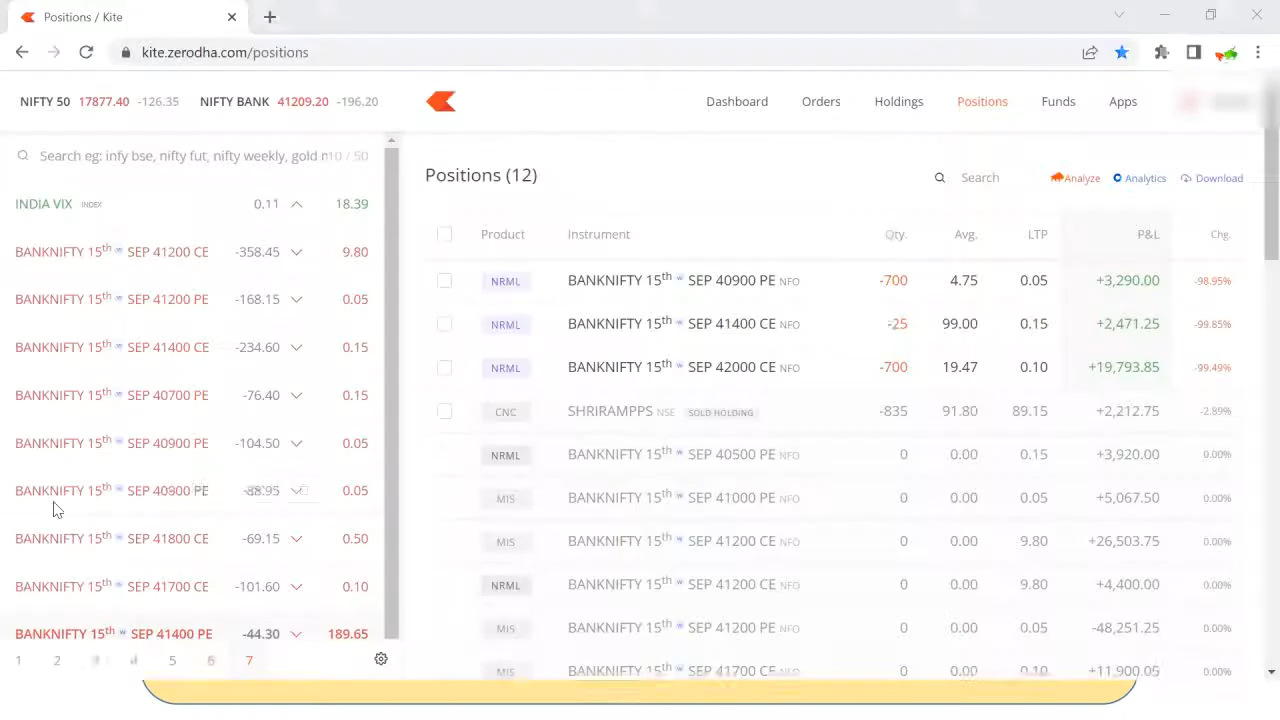 Positions / Kite
kite.zerodha.com/positions
NIFTY 50 17877.40 -126.35 NIFTY BANK 41209.20 -196.20
Dashboard Orders Holdings Positions Funds Apps
Search eg: infy bse, nifty fut, nifty weekly, gold m 10 / 50
INDIA VIX INDEX 0.11 18.39
BANKNIFTY 15th w SEP 41200 CE -358.45 9.80
BANKNIFTY 15th w SEP 41200 PE -168.15 0.05
BANKNIFTY 15th w SEP 41400 CE -234.60 0.15
BANKNIFTY 15th w SEP 40700 PE -76.40 0.15
BANKNIFTY 15th w SEP 40900 PE -104.50 0.05
BANKNIFTY 15th w SEP PE 0.05
BANKNIFTY 15th w SEP 41800 CE -69.15 0.50
BANKNIFTY 15th w SEP 41700 CE -101.60 0.10
BANKNIFTY 15th w SEP 41400 PE -44.30 189.65
1 2 5 6 7
Positions (12)
Search Analyze Analytics Download
Product Instrument Qty. Avg. LTP P&L Chg.
NRML BANKNIFTY 15th w SEP 40900 PE NFO -700 4.75 0.05 +3,290.00 -98.95%
NRML BANKNIFTY 15th w SEP 41400 CE NFO -25 99.00 0.15 +2,471.25 -99.85%
NRML BANKNIFTY 15th w SEP 42000 CE NFO -700 19.47 0.10 +19,793.85 -99.49%
CNC SHRIRAMPPS NSE SOLD HOLDING -835 91.80 89.15 +2,212.75 -2.89%
NRML BANKNIFTY 15th w SEP 40500 PE NFO 0 0.00 0.15 +3,920.00 0.00%
MIS BANKNIFTY 15th w SEP 41000 PE NFO 0 0.00 0.05 +5,067.50 0.00%
MIS BANKNIFTY 15th w SEP 41200 CE NFO 0 0.00 9.80 +26,503.75 0.00%
NRML BANKNIFTY 15th w SEP 41200 CE NFO 0 0.00 9.80 +4,400.00 0.00%
MIS BANKNIFTY 15th w SEP 41200 PE NFO 0 0.00 0.05 -48,251.25 0.00%
MIS BANKNIFTY 15th w SEP 41700 CE NFO 0 0.00 0.10 +11,900.05 0.00%